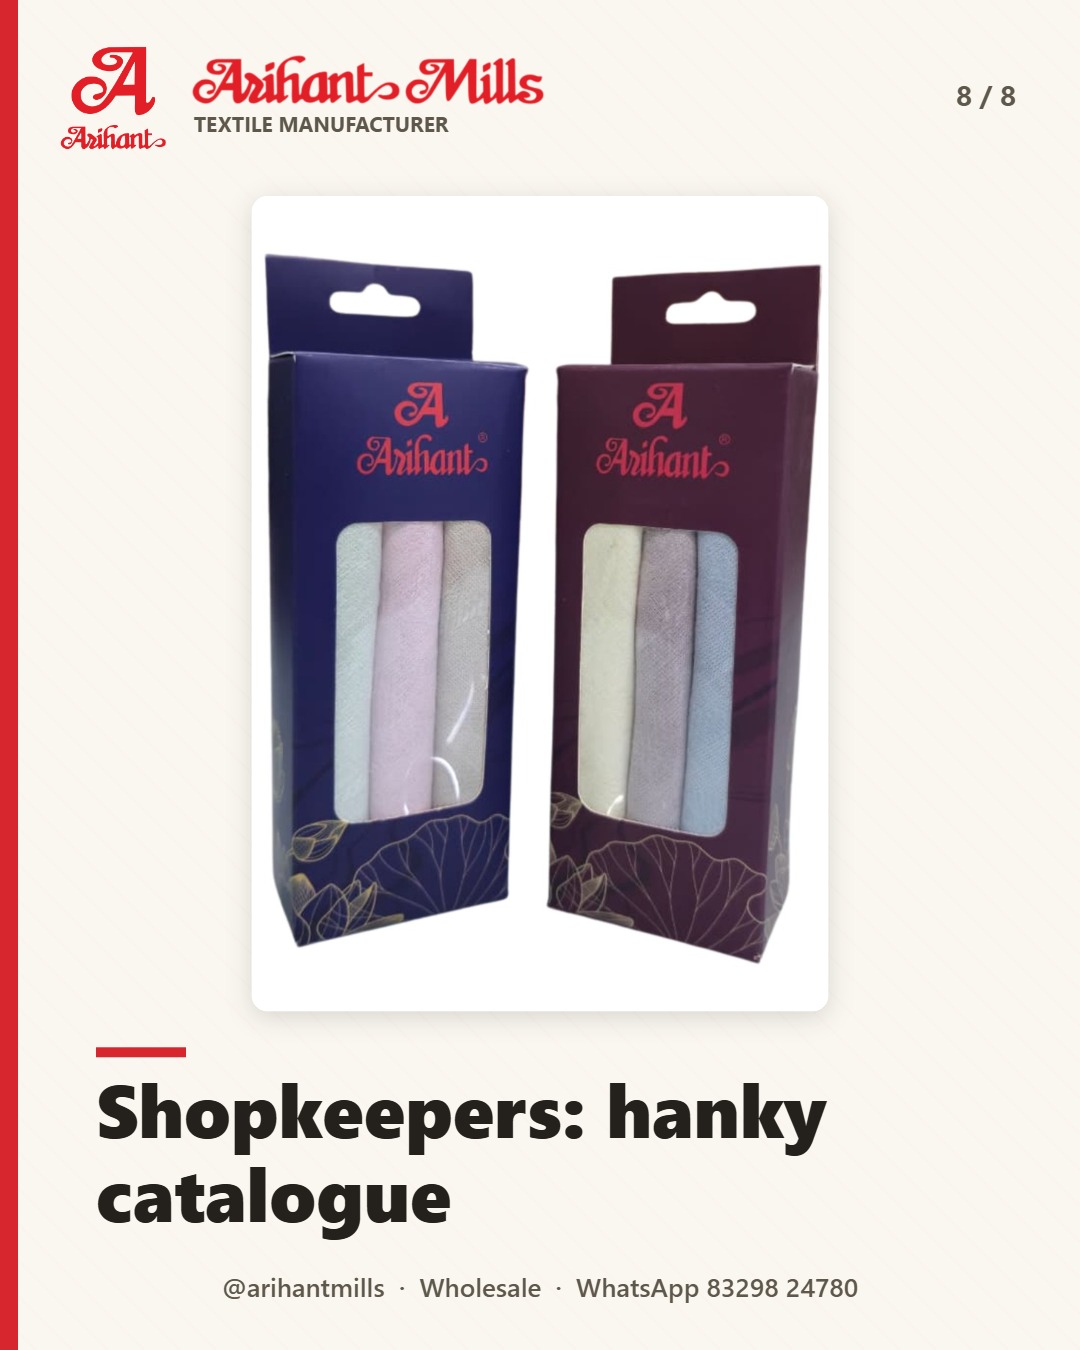 A
Arihant
Arihant Mills
TEXTILE MANUFACTURER
8 / 8
A
Arihant®
A
Arihant®
Shopkeepers: hanky
catalogue
@arihantmills · Wholesale · WhatsApp 83298 24780